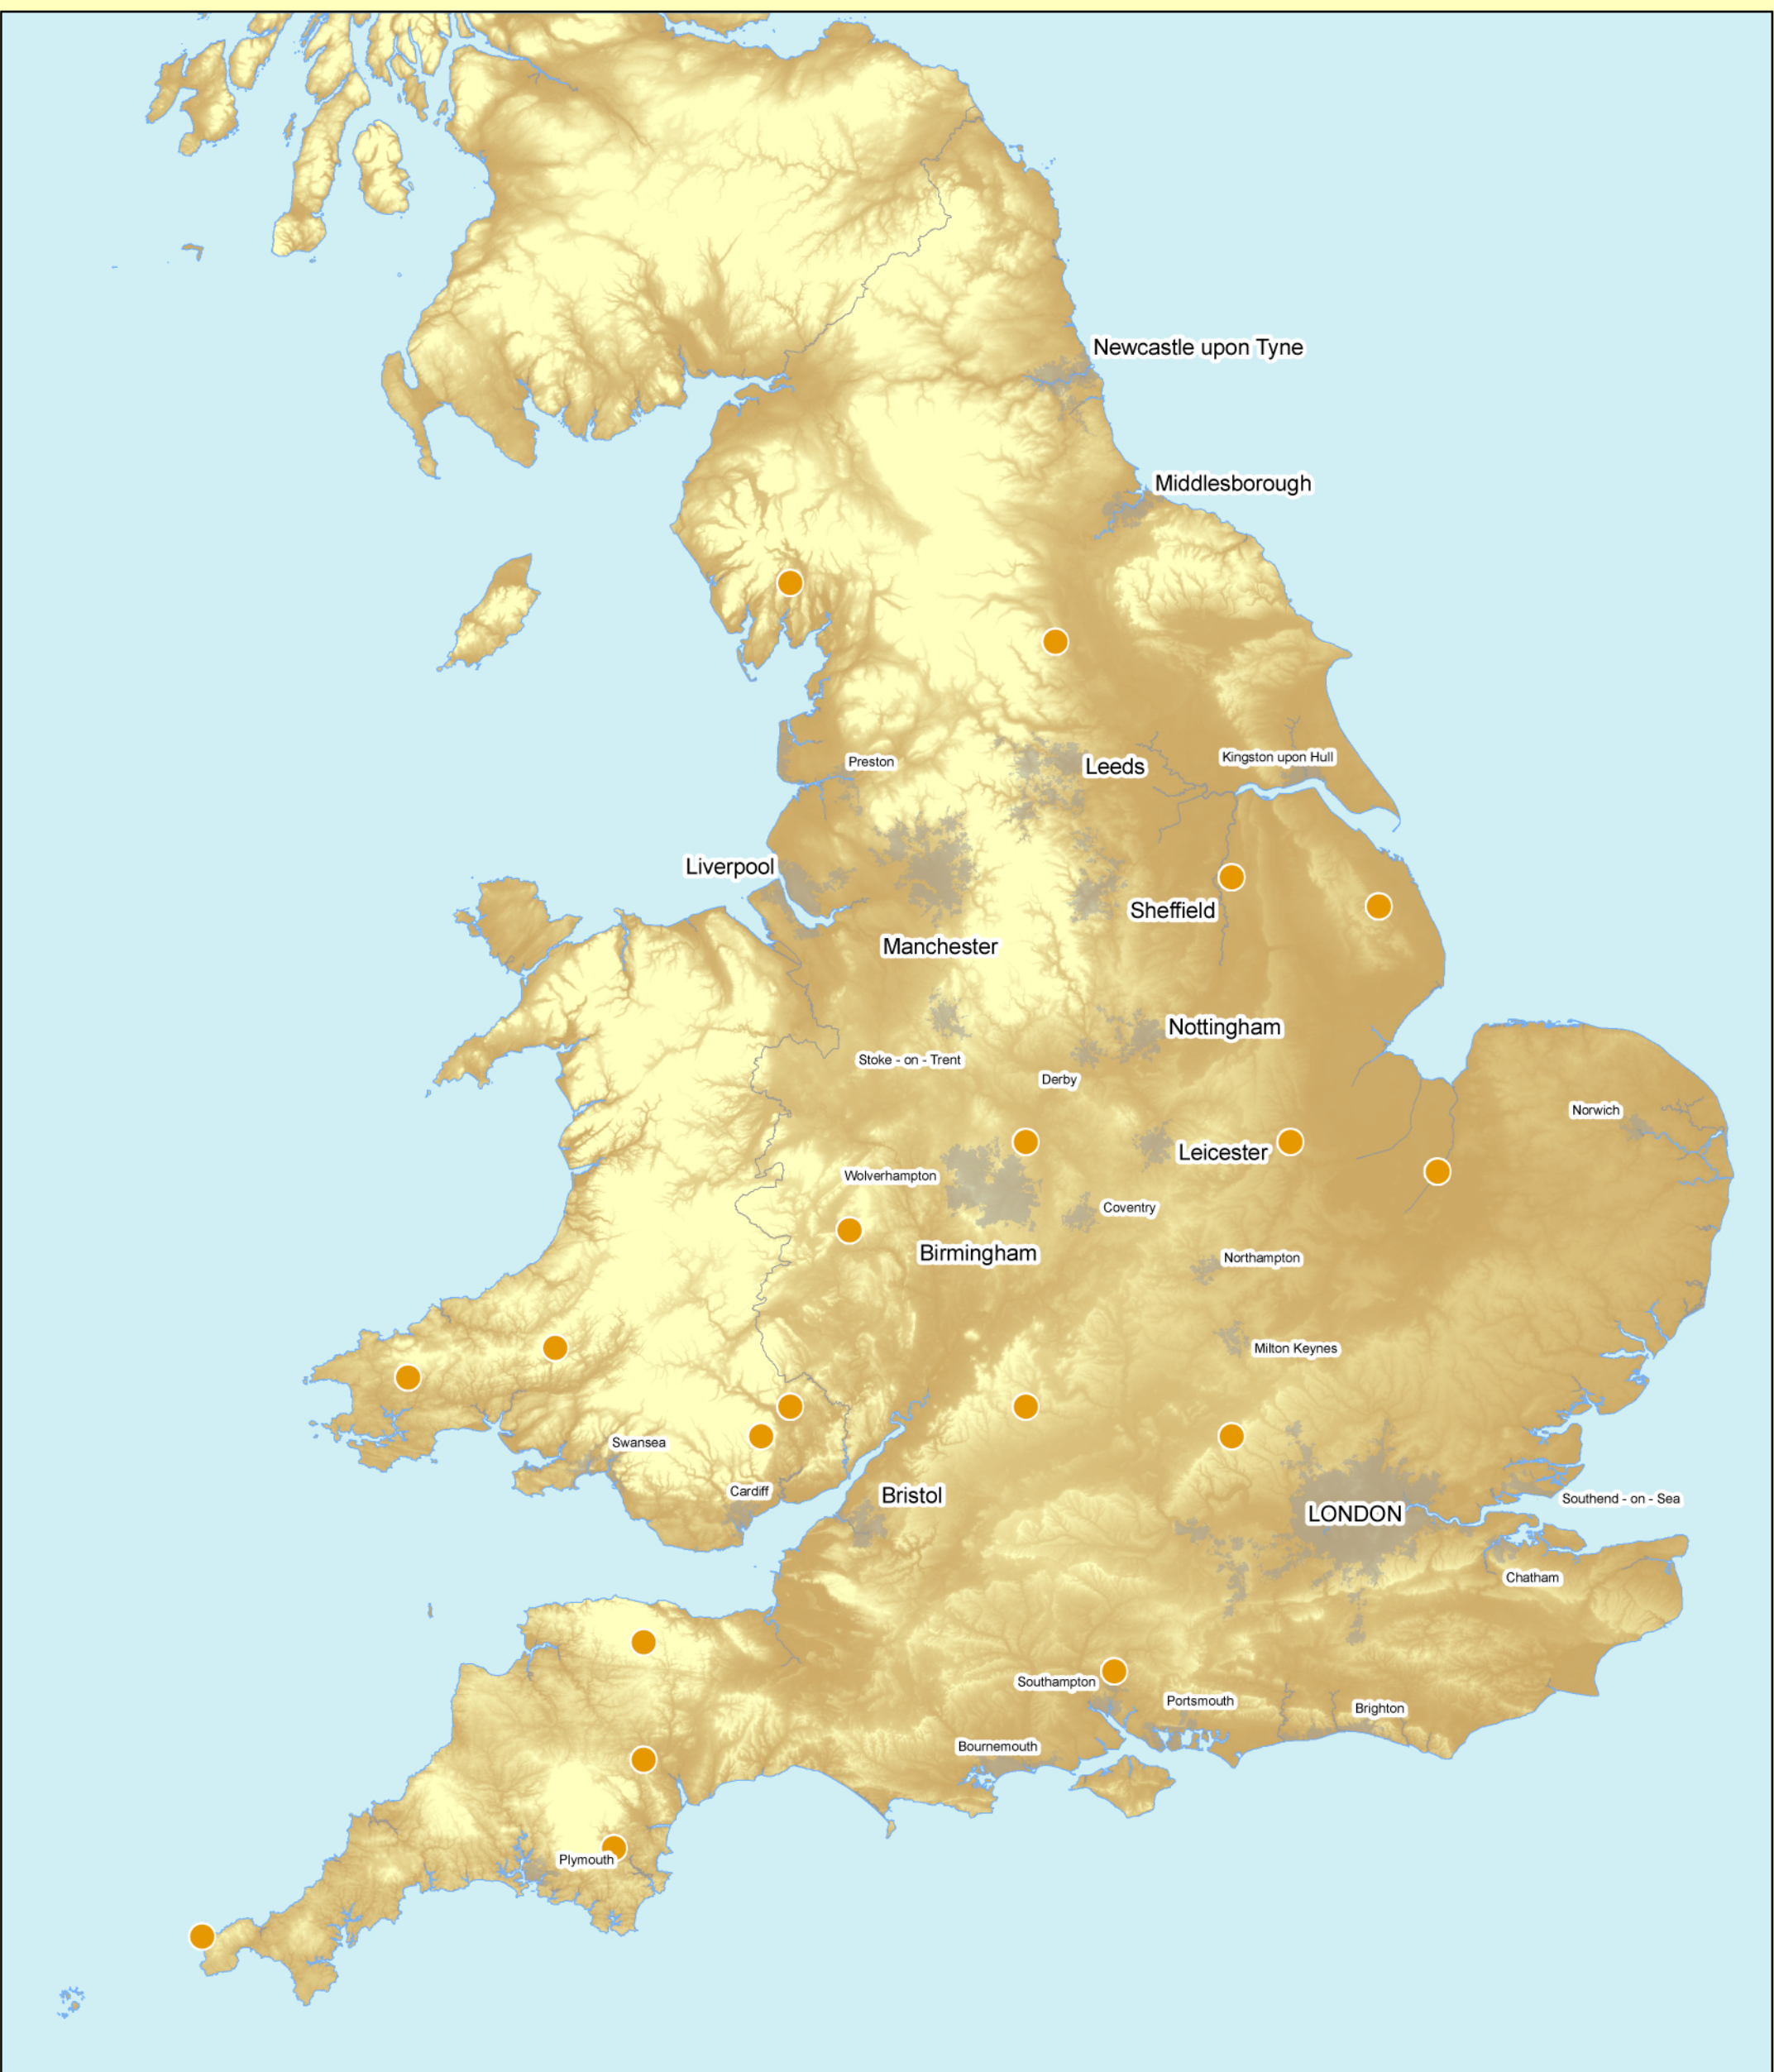 Newcastle upon Tyne
Middlesborough
Preston
Leeds
Kingston upon Hull
Liverpool
Sheffield
Manchester
Nottingham
Stoke - on - Trent
Derby
Norwich
Leicester
Wolverhampton
Coventry
Birmingham
Northampton
Milton Keynes
Swansea
Cardiff
Bristol
Southend - on - Sea
LONDON
Chatham
Southampton
Portsmouth
Brighton
Bournemouth
Plymouth